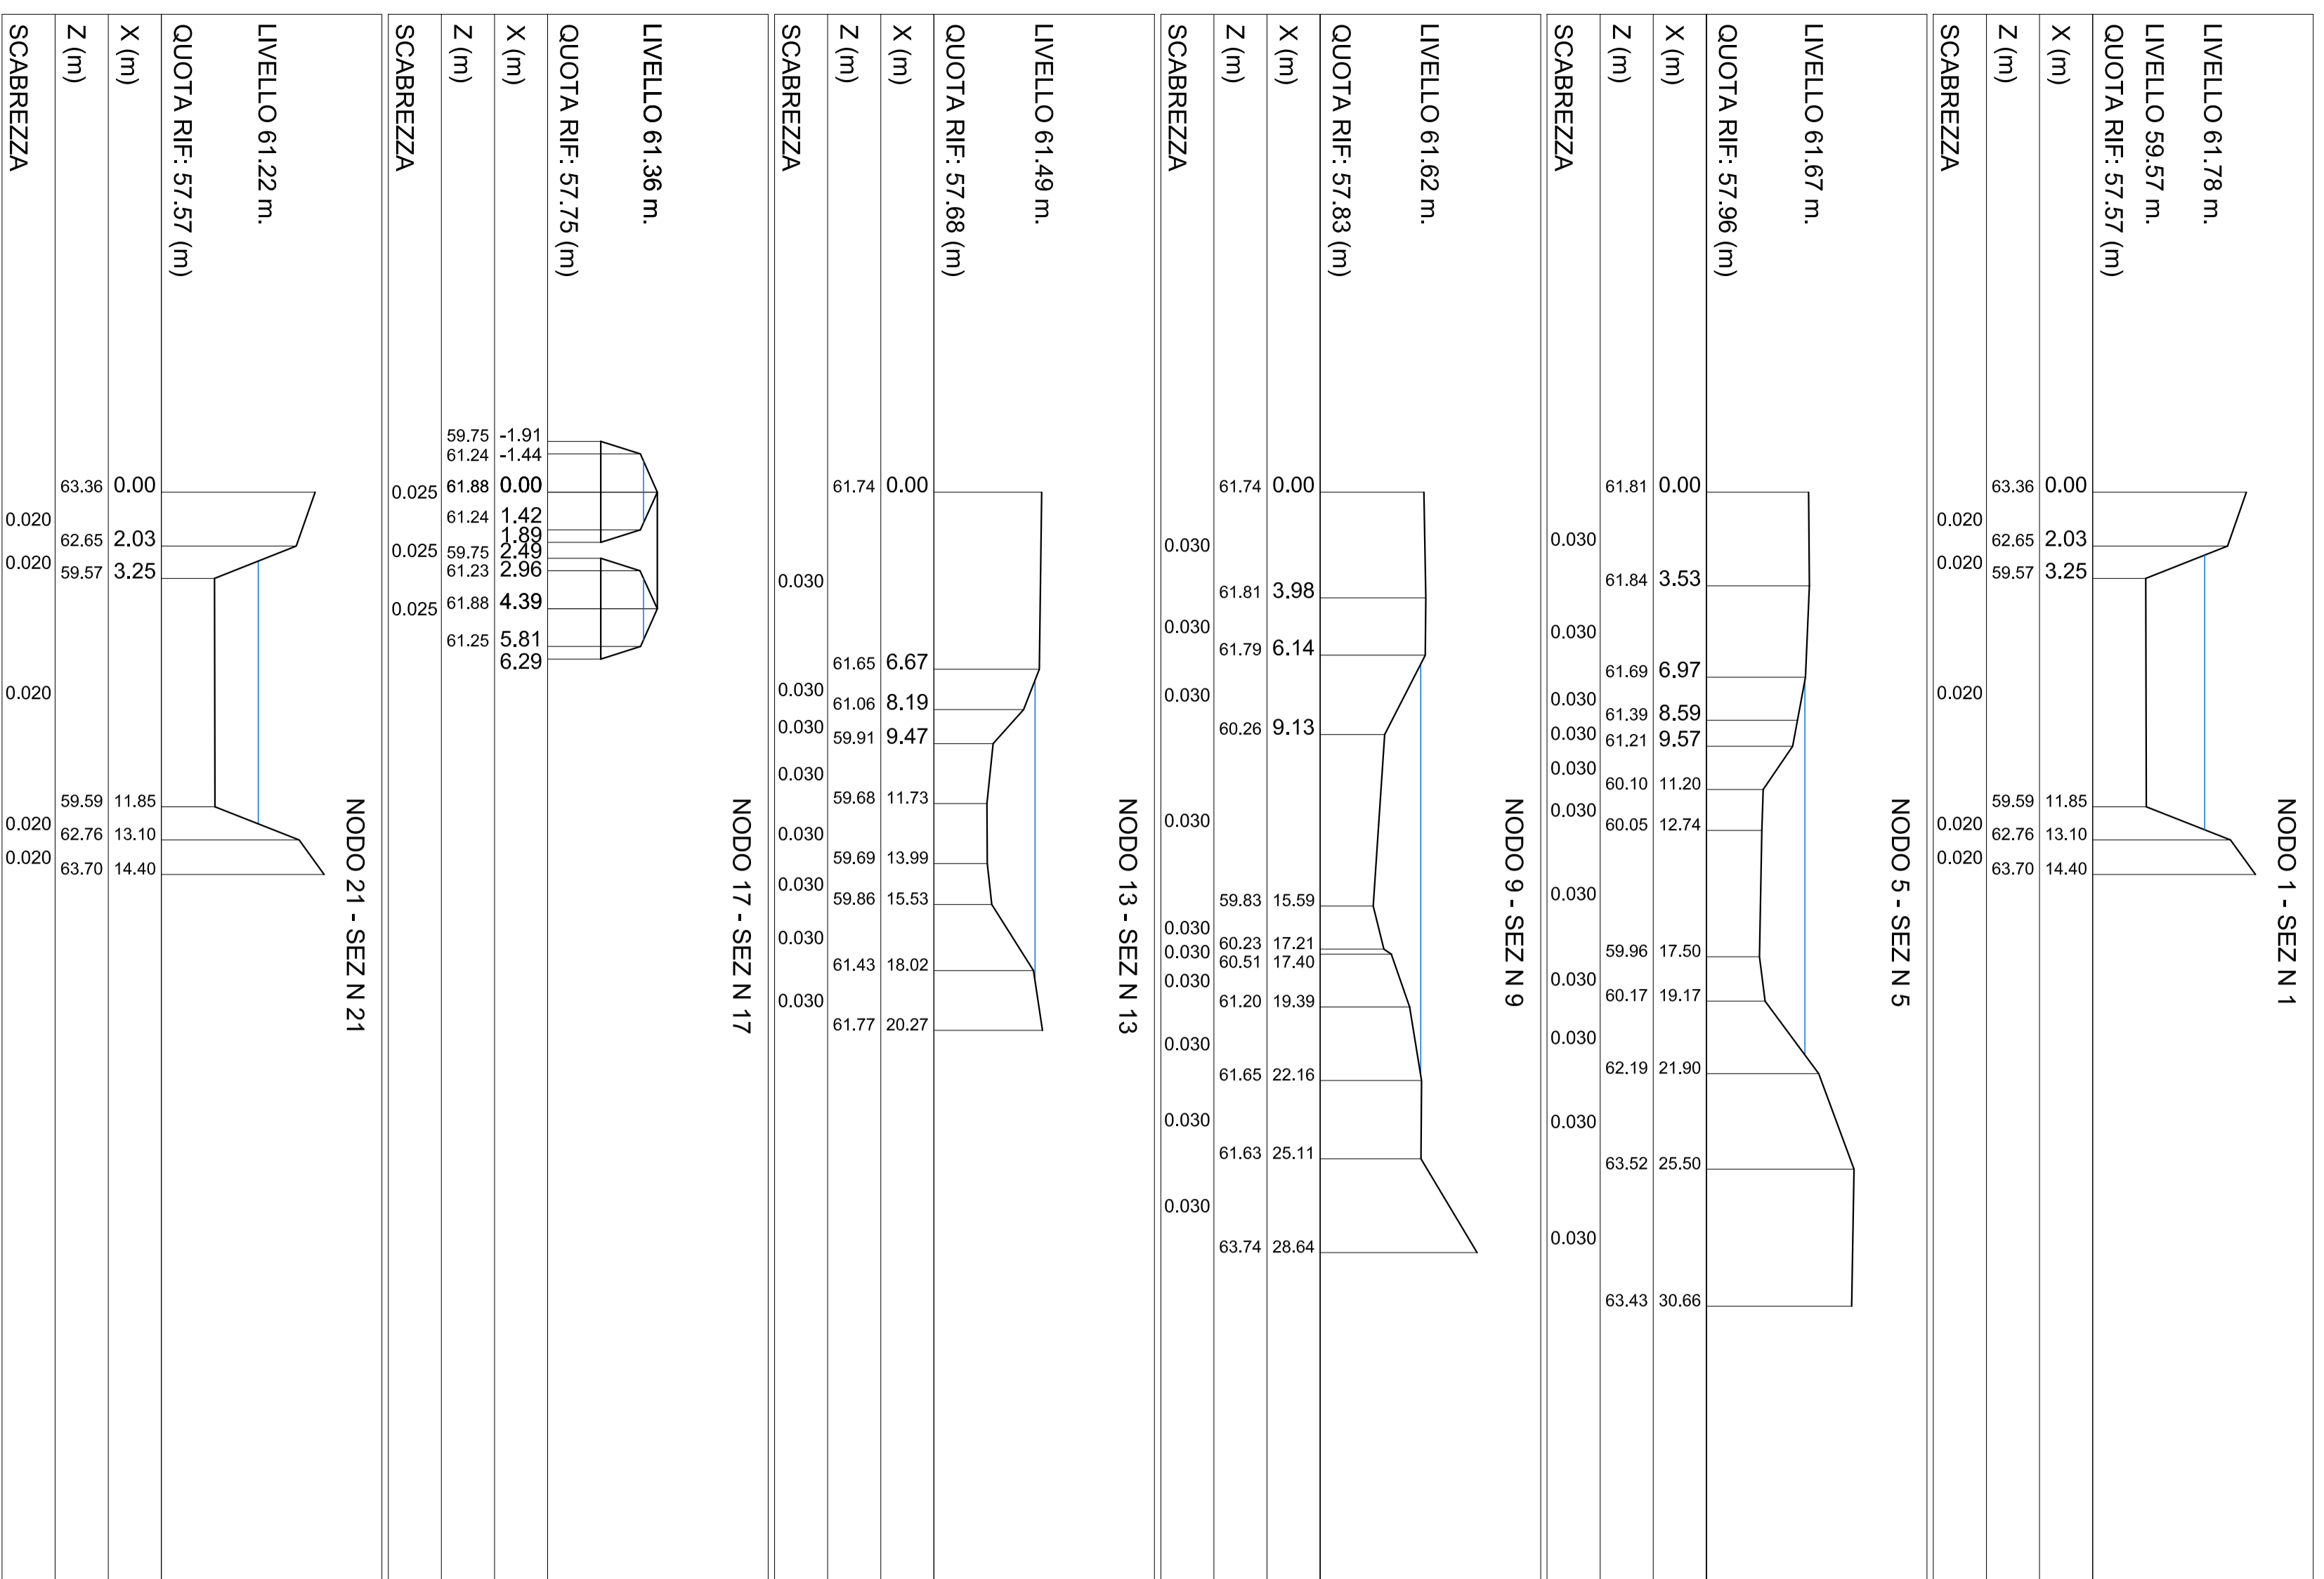 NODO 1 - SEZ N 1
LIVELLO 61.78 m.
LIVELLO 59.57 m.
QUOTA RIF: 57.57 (m)
X (m) 0.00 2.03 3.25 11.85 13.10 14.40
Z (m) 63.36 62.65 59.57 59.59 62.76 63.70
SCABREZZA 0.020 0.020 0.020 0.020 0.020
NODO 5 - SEZ N 5
LIVELLO 61.67 m.
QUOTA RIF: 57.96 (m)
X (m) 0.00 3.53 6.97 8.59 9.57 11.20 12.74 17.50 19.17 21.90 25.50 30.66
Z (m) 61.81 61.84 61.69 61.39 61.21 60.10 60.05 59.96 60.17 62.19 63.52 63.43
SCABREZZA 0.030 0.030 0.030 0.030 0.030 0.030 0.030 0.030 0.030 0.030 0.030
NODO 9 - SEZ N 9
LIVELLO 61.62 m.
QUOTA RIF: 57.83 (m)
X (m) 0.00 3.98 6.14 9.13 15.59 17.21 17.40 19.39 22.16 25.11 28.64
Z (m) 61.74 61.81 61.79 60.26 59.83 60.23 60.51 61.20 61.65 61.63 63.74
SCABREZZA 0.030 0.030 0.030 0.030 0.030 0.030 0.030 0.030 0.030 0.030
NODO 13 - SEZ N 13
LIVELLO 61.49 m.
QUOTA RIF: 57.68 (m)
X (m) 0.00 6.67 8.19 9.47 11.73 13.99 15.53 18.02 20.27
Z (m) 61.74 61.65 61.06 59.91 59.68 59.69 59.86 61.43 61.77
SCABREZZA 0.030 0.030 0.030 0.030 0.030 0.030 0.030 0.030
NODO 17 - SEZ N 17
LIVELLO 61.36 m.
QUOTA RIF: 57.75 (m)
X (m) -1.91 -1.44 0.00 1.42 1.89 2.49 2.96 4.39 5.81 6.29
Z (m) 59.75 61.24 61.88 61.24 59.75 61.23 61.88 61.25
SCABREZZA 0.025 0.025 0.025
NODO 21 - SEZ N 21
LIVELLO 61.22 m.
QUOTA RIF: 57.57 (m)
X (m) 0.00 2.03 3.25 11.85 13.10 14.40
Z (m) 63.36 62.65 59.57 59.59 62.76 63.70
SCABREZZA 0.020 0.020 0.020 0.020 0.020